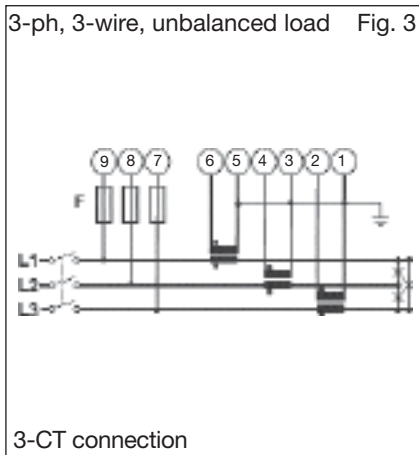 3-ph, 3-wire, unbalanced load Fig. 3
9 8 7 6 5 4 3 2 1
F
L1
L2
L3
3-CT connection